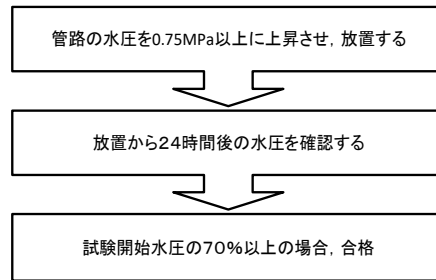 管路の水圧を0.75MPa以上に上昇させ，放置する
放置から２４時間後の水圧を確認する
試験開始水圧の７０％以上の場合，合格